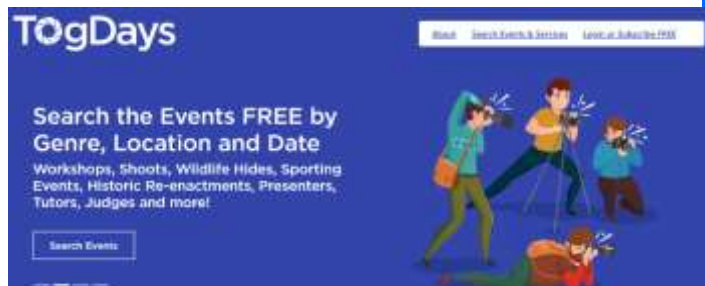 TOgDays
About Search Events & Services Login or Subscribe FREE
Search the Events FREE by
Genre, Location and Date
Workshops, Shoots, Wildlife Hides, Sporting
Events, Historic Re-enactments, Presenters,
Tutors, Judges and more!
Search Events